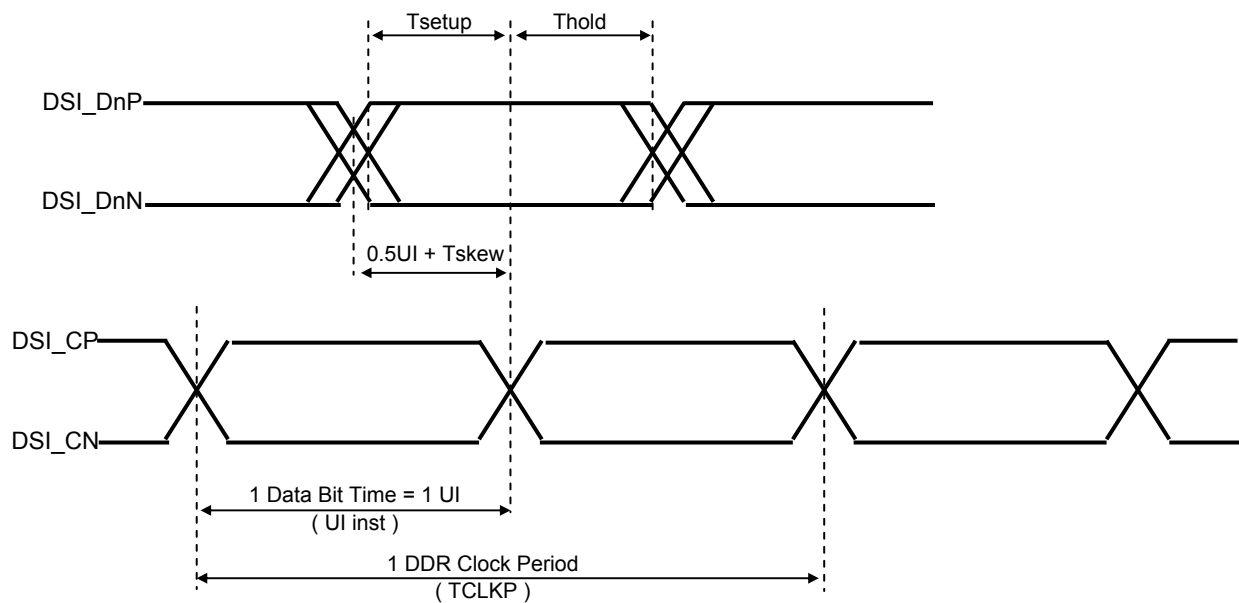 Tsetup
Thold
DSI_DnP
DSI_DnN
0.5UI + Tskew
DSI_CP
DSI_CN
1 Data Bit Time = 1 UI
( UI inst )
1 DDR Clock Period
( TCLKP )